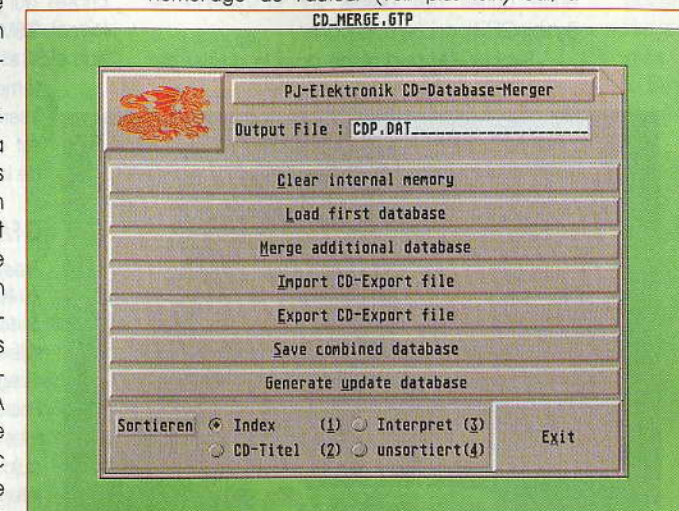 CD_MERGE.GTP
PJ-Elektronik CD-Database-Merger
Output File : CDP.DAT______________________
Clear internal memory
Load first database
Merge additional database
Import CD-Export file
Export CD-Export file
Save combined database
Generate update database
Sortieren Index (1) Interpret (3)
CD-Titel (2) unsortiert(4)
Exit